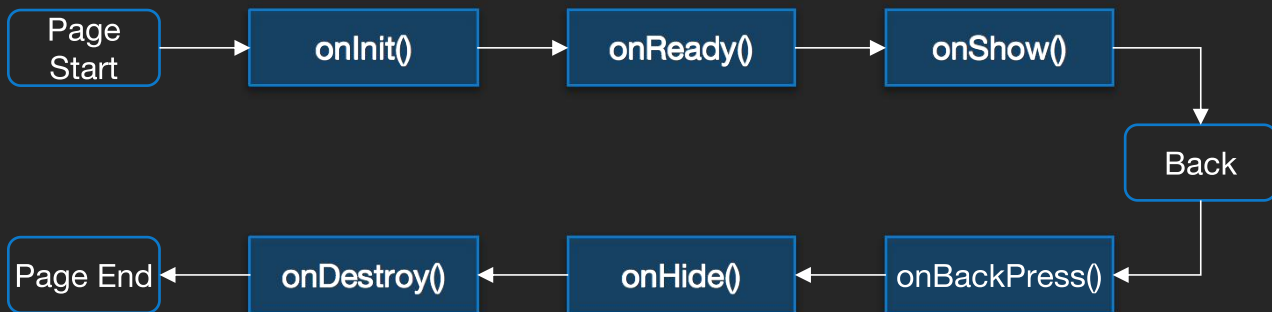 Page
Start
onInit()
onReady()
onShow()
Back
onBackPress()
onHide()
onDestroy()
Page End